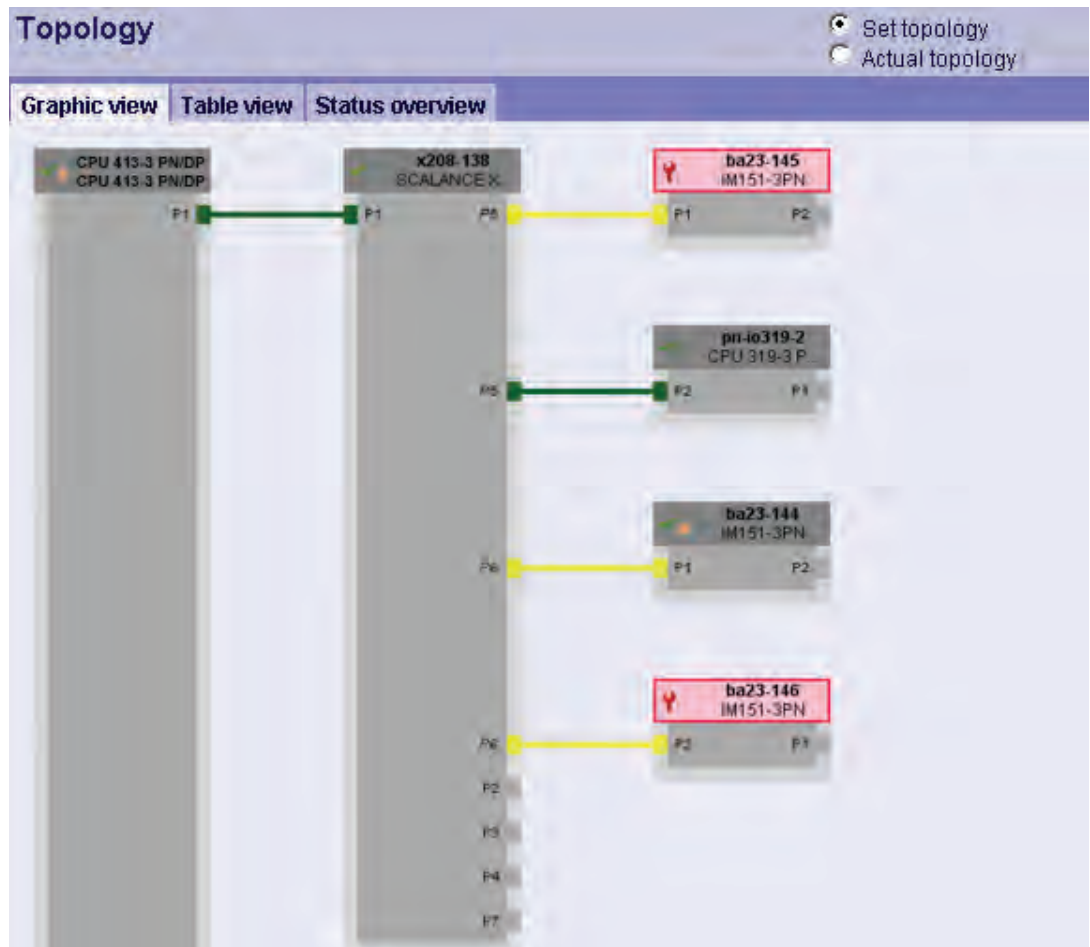 Topology
Set topology
Actual topology
Graphic view Table view Status overview
CPU 413-3 PN/DP
CPU 413-3 PN/DP
P1
x208-138
SCALANCE X.
P1
ba23-145
IM151-3PN
P1 P2
P5
pn-io319-2
CPU 319-3 P...
P2 P1
ba23-144
IM151-3PN
P1 P2
ba23-146
IM151-3PN
P2 P1
P2
P3
P4
P7